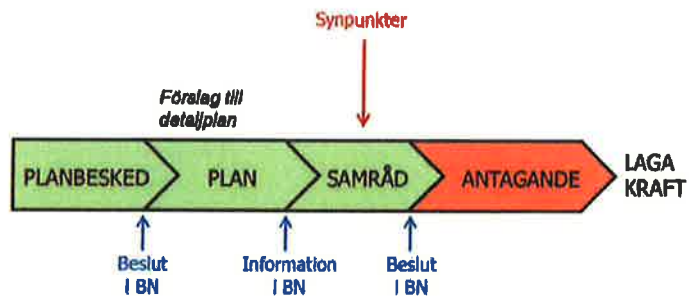 Synpunkter
Förslag till
detaljplan
PLANBESKED
PLAN
SAMRÅD
ANTAGANDE
LAGA
KRAFT
Beslut
I BN
Information
I BN
Beslut
I BN